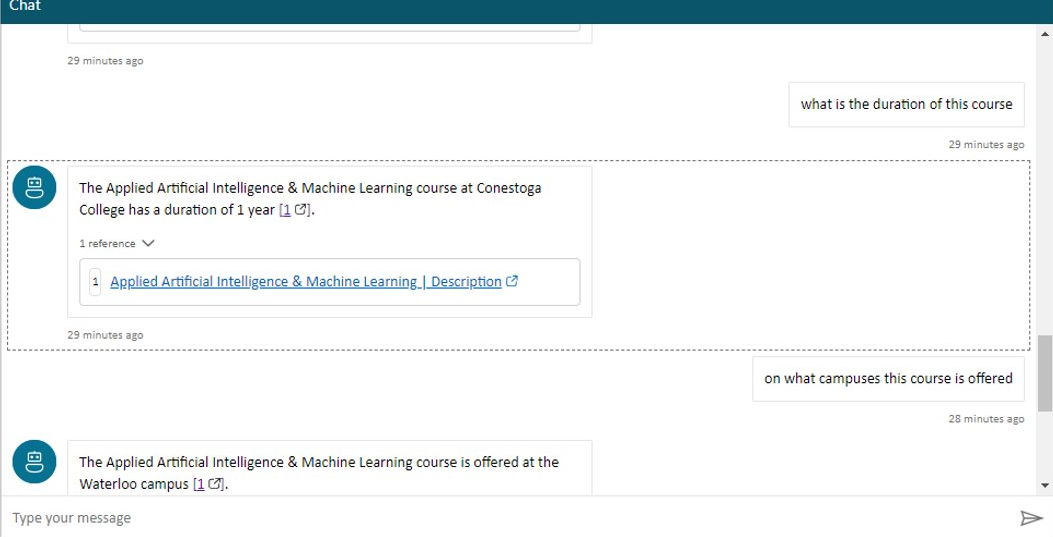 Chat
29 minutes ago
what is the duration of this course
29 minutes ago
The Applied Artificial Intelligence & Machine Learning course at Conestoga
College has a duration of 1 year [1].
1 reference
1 Applied Artificial Intelligence & Machine Learning | Description
29 minutes ago
on what campuses this course is offered
28 minutes ago
The Applied Artificial Intelligence & Machine Learning course is offered at the
Waterloo campus [1].
Type your message